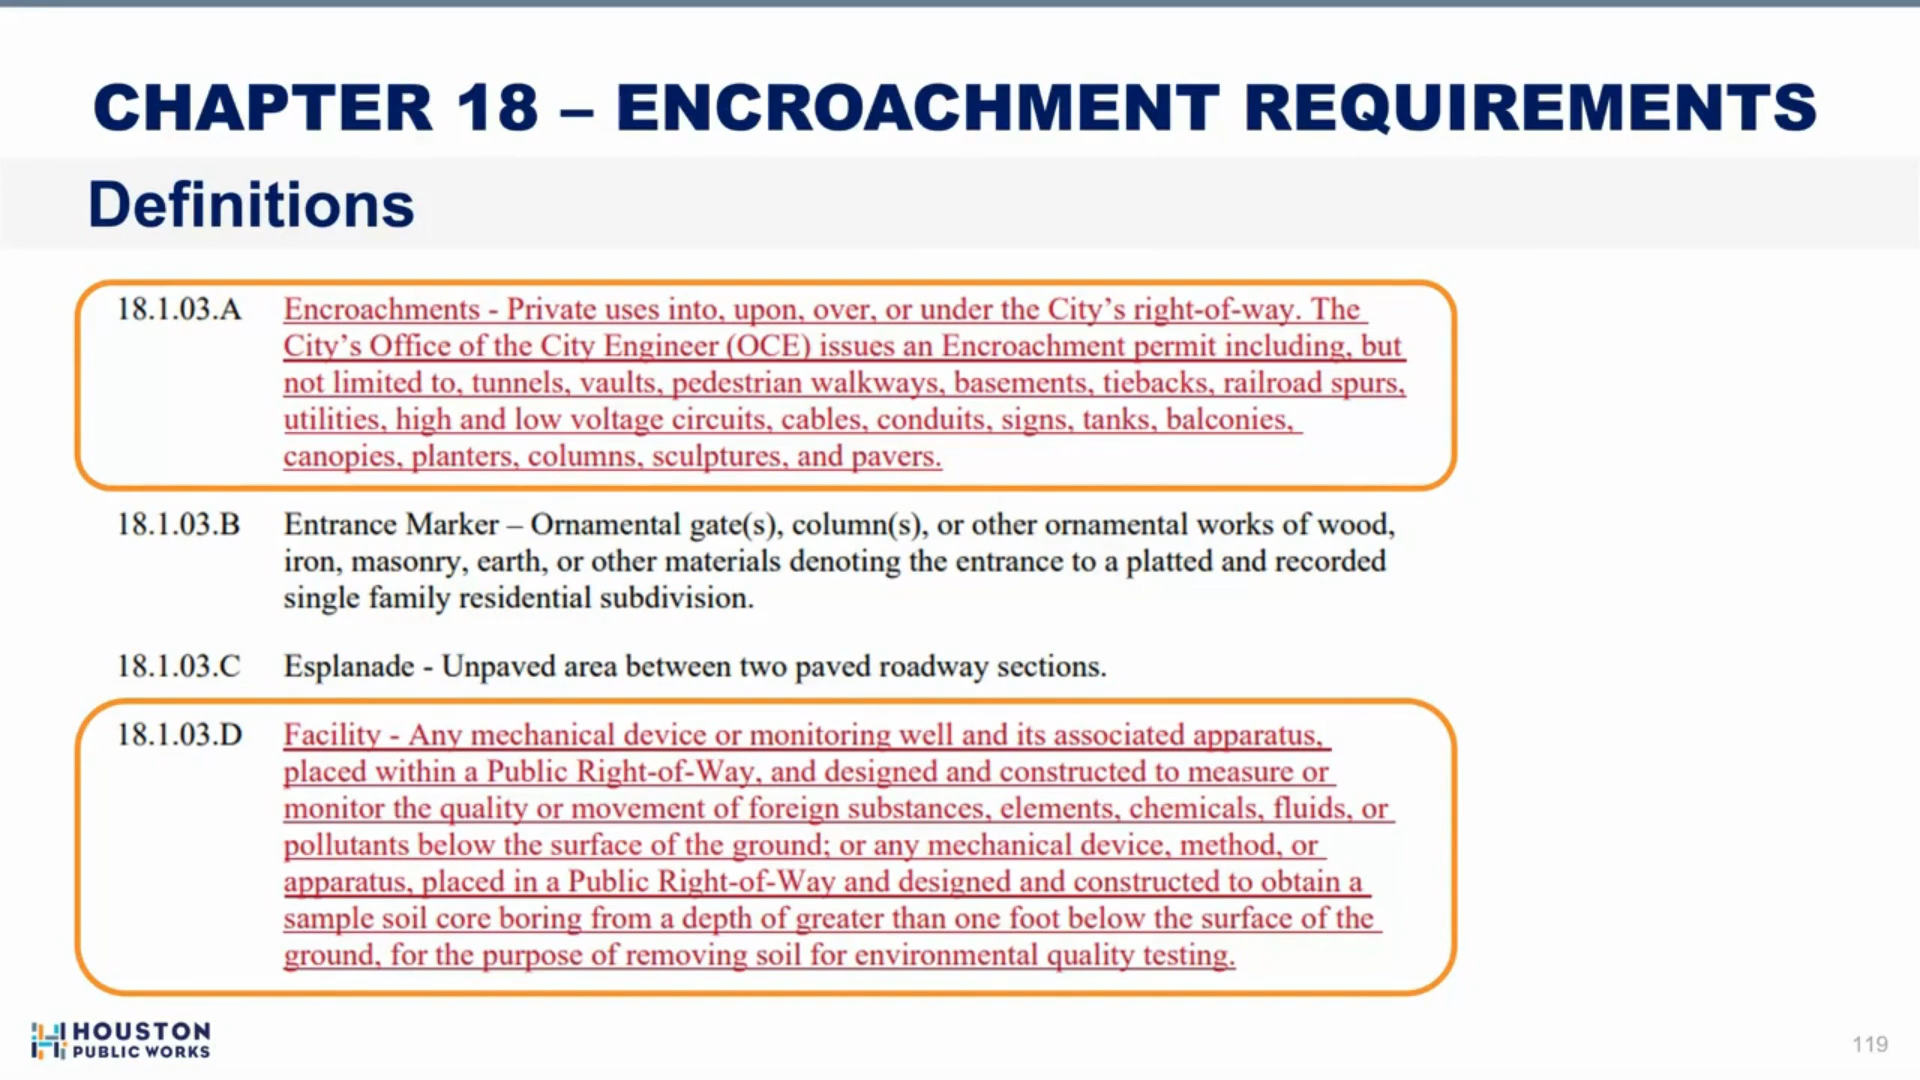 CHAPTER 18 – ENCROACHMENT REQUIREMENTS
Definitions
18.1.03.A Encroachments - Private uses into, upon, over, or under the City's right-of-way. The
City's Office of the City Engineer (OCE) issues an Encroachment permit including, but
not limited to, tunnels, vaults, pedestrian walkways, basements, tiebacks, railroad spurs,
utilities, high and low voltage circuits, cables, conduits, signs, tanks, balconies,
canopies, planters, columns, sculptures, and pavers.
18.1.03.B Entrance Marker – Ornamental gate(s), column(s), or other ornamental works of wood,
iron, masonry, earth, or other materials denoting the entrance to a platted and recorded
single family residential subdivision.
18.1.03.C Esplanade - Unpaved area between two paved roadway sections.
18.1.03.D Facility - Any mechanical device or monitoring well and its associated apparatus,
placed within a Public Right-of-Way, and designed and constructed to measure or
monitor the quality or movement of foreign substances, elements, chemicals, fluids, or
pollutants below the surface of the ground; or any mechanical device, method, or
apparatus, placed in a Public Right-of-Way and designed and constructed to obtain a
sample soil core boring from a depth of greater than one foot below the surface of the
ground, for the purpose of removing soil for environmental quality testing.
HOUSTON
PUBLIC WORKS
119